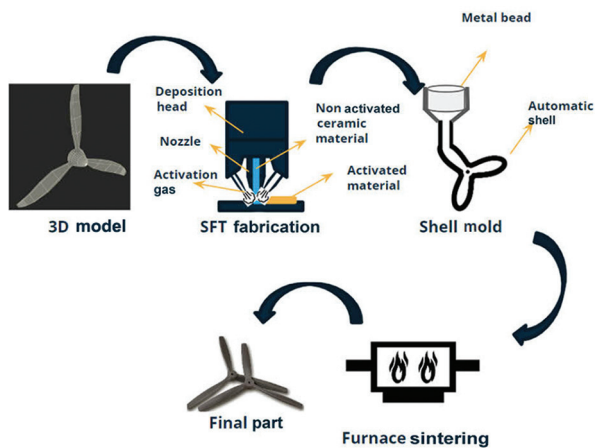 Metal bead
Deposition
head
Non activated
ceramic
material
Automatic
shell
Nozzle
Activation
gas
Activated
material
3D model
SFT fabrication
Shell mold
Final part
Furnace sintering